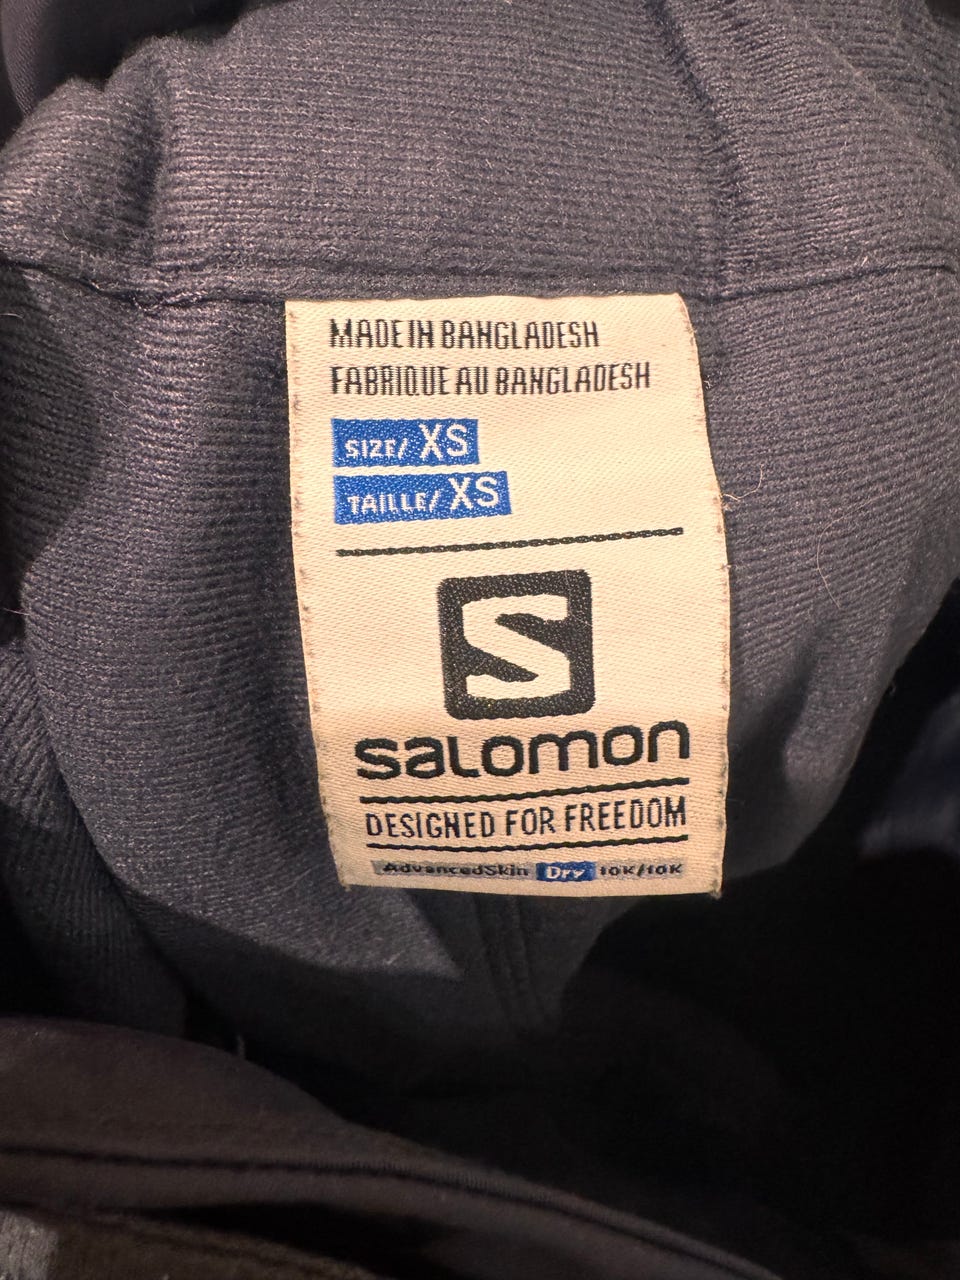 MADE IN BANGLADESH
FABRIQUE AU BANGLADESH
SIZE/ XS
TAILLE/ XS
S
salomon
DESIGNED FOR FREEDOM
AdvancedSkin Dry 10K/10K